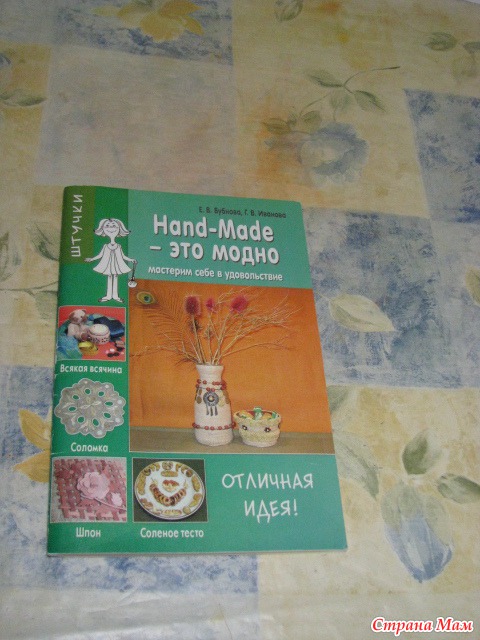 ШТУЧКИ
Е. В. Бубнова, Г. В. Иванова
Hand-Made
– это модно
мастерим себе в удовольствие
Всякая всячина
Соломка
Шпон
Соленое тесто
ОТЛИЧНАЯ
ИДЕЯ!
Страна Мам